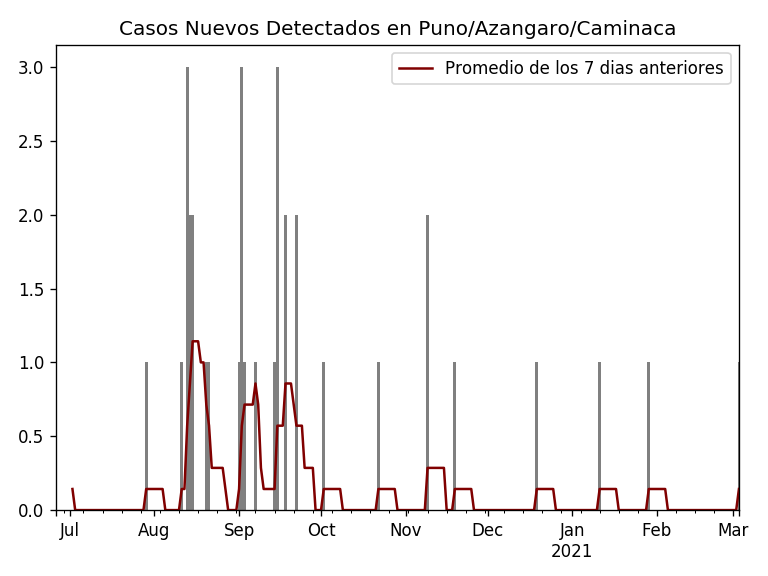 Casos Nuevos Detectados en Puno/Azangaro/Caminaca
Promedio de los 7 dias anteriores
3.0
2.5
2.0
1.5
1.0
0.5
0.0
Jul Aug Sep Oct Nov Dec Jan Feb Mar
2021